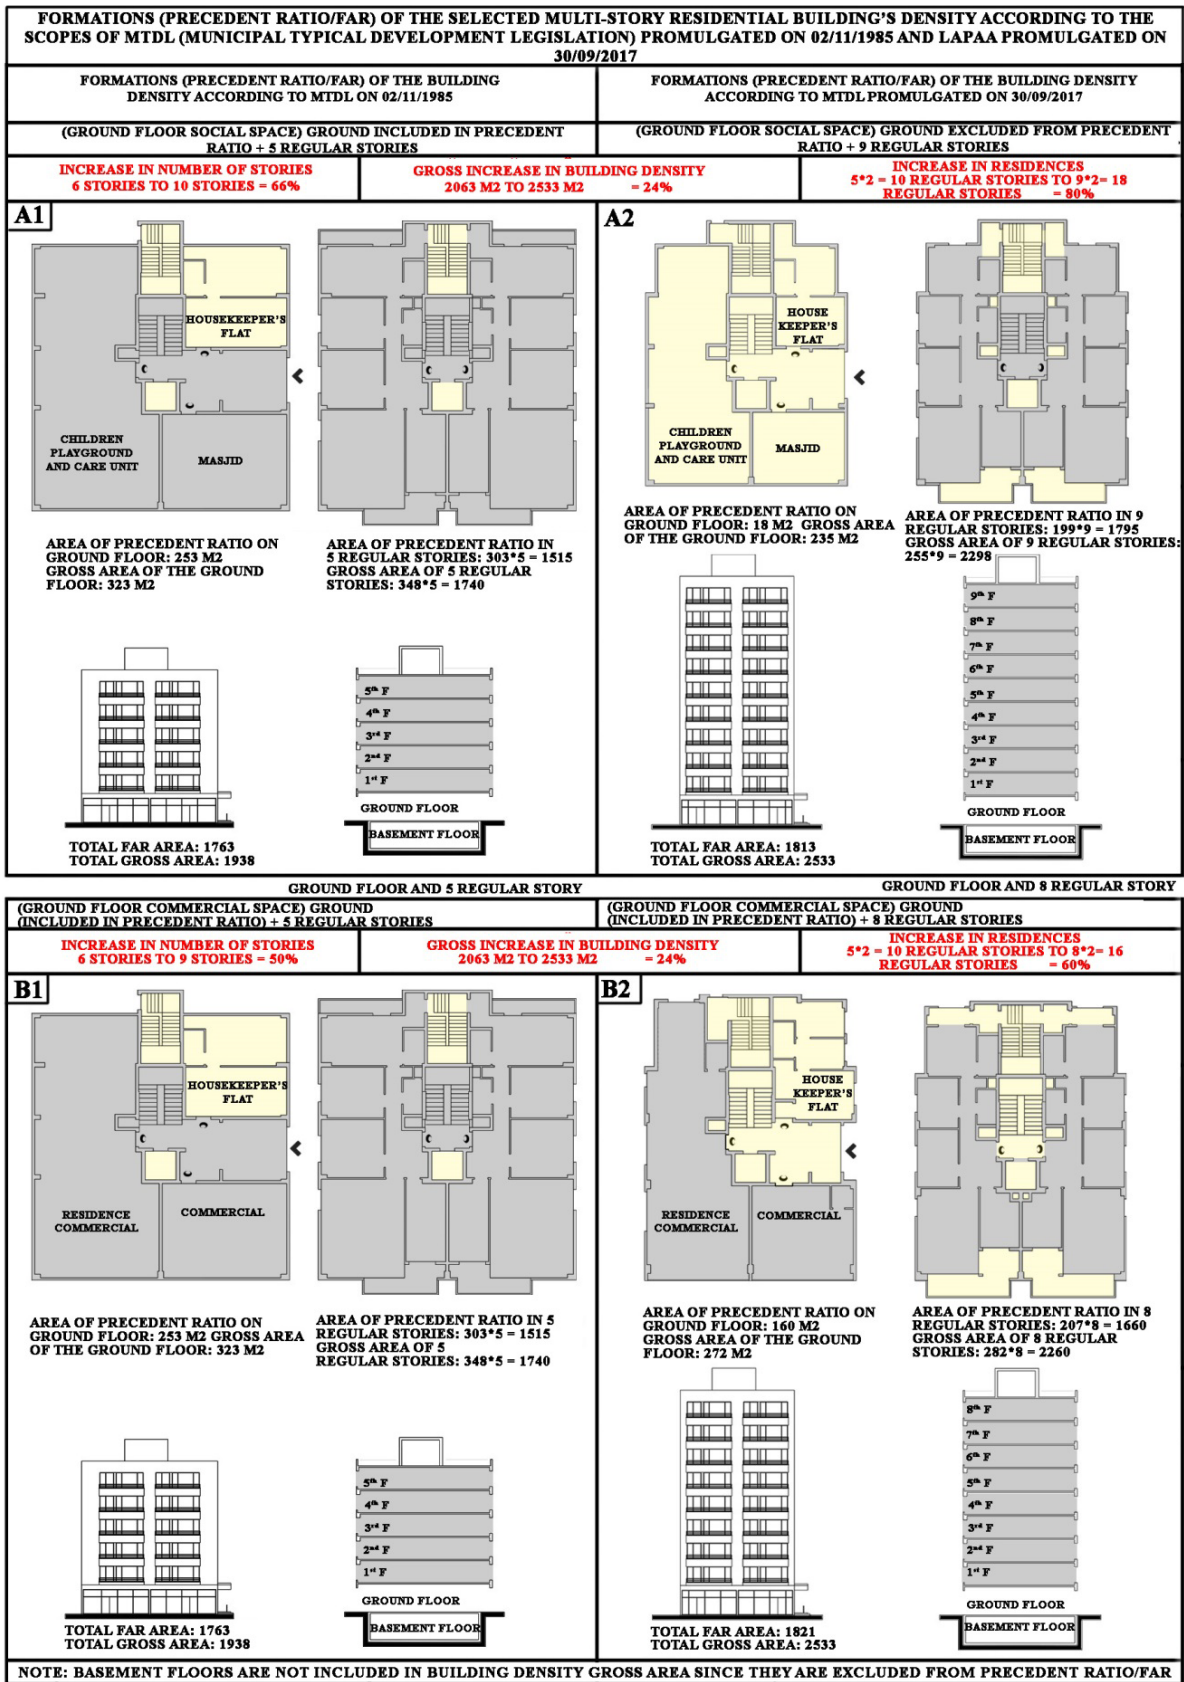 FORMATIONS (PRECEDENT RATIO/FAR) OF THE SELECTED MULTI-STORY RESIDENTIAL BUILDING'S DENSITY ACCORDING TO THE
SCOPES OF MTDL (MUNICIPAL TYPICAL DEVELOPMENT LEGISLATION) PROMULGATED ON 02/11/1985 AND LAPAA PROMULGATED ON
30/09/2017
FORMATIONS (PRECEDENT RATIO/FAR) OF THE BUILDING
DENSITY ACCORDING TO MTDL ON 02/11/1985
FORMATIONS (PRECEDENT RATIO/FAR) OF THE BUILDING DENSITY
ACCORDING TO MTDL PROMULGATED ON 30/09/2017
(GROUND FLOOR SOCIAL SPACE) GROUND INCLUDED IN PRECEDENT
RATIO + 5 REGULAR STORIES
(GROUND FLOOR SOCIAL SPACE) GROUND EXCLUDED FROM PRECEDENT
RATIO + 9 REGULAR STORIES
INCREASE IN NUMBER OF STORIES
6 STORIES TO 10 STORIES = 66%
GROSS INCREASE IN BUILDING DENSITY
2063 M2 TO 2533 M2 = 24%
INCREASE IN RESIDENCES
5*2 = 10 REGULAR STORIES TO 9*2= 18
REGULAR STORIES = 80%
A1
HOUSEKEEPER'S
FLAT
CHILDREN
PLAYGROUND
AND CARE UNIT
MASJID
AREA OF PRECEDENT RATIO ON
GROUND FLOOR: 253 M2
GROSS AREA OF THE GROUND
FLOOR: 323 M2
AREA OF PRECEDENT RATIO IN
5 REGULAR STORIES: 303*5 = 1515
GROSS AREA OF 5 REGULAR
STORIES: 348*5 = 1740
5th F
4th F
3rd F
2nd F
1st F
GROUND FLOOR
BASEMENT FLOOR
TOTAL FAR AREA: 1763
TOTAL GROSS AREA: 1938
A2
HOUSE
KEEPER'S
FLAT
CHILDREN
PLAYGROUND
AND CARE UNIT
MASJID
AREA OF PRECEDENT RATIO ON
GROUND FLOOR: 18 M2 GROSS AREA
OF THE GROUND FLOOR: 235 M2
AREA OF PRECEDENT RATIO IN 9
REGULAR STORIES: 199*9 = 1795
GROSS AREA OF 9 REGULAR STORIES:
255*9 = 2298
9th F
8th F
7th F
6th F
5th F
4th F
3rd F
2nd F
1st F
GROUND FLOOR
BASEMENT FLOOR
TOTAL FAR AREA: 1813
TOTAL GROSS AREA: 2533
GROUND FLOOR AND 5 REGULAR STORY
GROUND FLOOR AND 8 REGULAR STORY
(GROUND FLOOR COMMERCIAL SPACE) GROUND
(INCLUDED IN PRECEDENT RATIO) + 5 REGULAR STORIES
(GROUND FLOOR COMMERCIAL SPACE) GROUND
(INCLUDED IN PRECEDENT RATIO) + 8 REGULAR STORIES
INCREASE IN NUMBER OF STORIES
6 STORIES TO 9 STORIES = 50%
GROSS INCREASE IN BUILDING DENSITY
2063 M2 TO 2533 M2 = 24%
INCREASE IN RESIDENCES
5*2 = 10 REGULAR STORIES TO 8*2= 16
REGULAR STORIES = 60%
B1
HOUSEKEEPER'S
FLAT
RESIDENCE
COMMERCIAL
COMMERCIAL
AREA OF PRECEDENT RATIO ON
GROUND FLOOR: 253 M2 GROSS AREA
OF THE GROUND FLOOR: 323 M2
AREA OF PRECEDENT RATIO IN 5
REGULAR STORIES: 303*5 = 1515
GROSS AREA OF 5
REGULAR STORIES: 348*5 = 1740
5th F
4th F
3rd F
2nd F
1st F
GROUND FLOOR
BASEMENT FLOOR
TOTAL FAR AREA: 1763
TOTAL GROSS AREA: 1938
B2
HOUSE
KEEPER'S
FLAT
RESIDENCE
COMMERCIAL
COMMERCIAL
AREA OF PRECEDENT RATIO ON
GROUND FLOOR: 160 M2
GROSS AREA OF THE GROUND
FLOOR: 272 M2
AREA OF PRECEDENT RATIO IN 8
REGULAR STORIES: 207*8 = 1660
GROSS AREA OF 8 REGULAR
STORIES: 282*8 = 2260
8th F
7th F
6th F
5th F
4th F
3rd F
2nd F
1st F
GROUND FLOOR
BASEMENT FLOOR
TOTAL FAR AREA: 1821
TOTAL GROSS AREA: 2533
NOTE: BASEMENT FLOORS ARE NOT INCLUDED IN BUILDING DENSITY GROSS AREA SINCE THEY ARE EXCLUDED FROM PRECEDENT RATIO/FAR